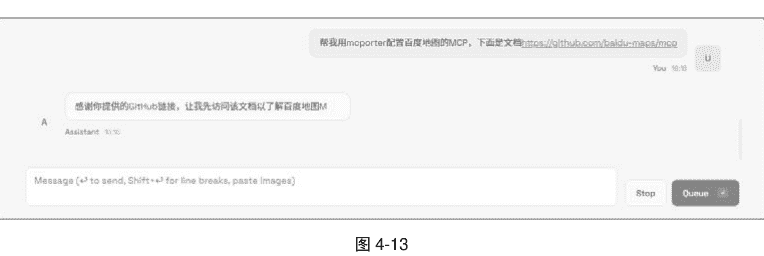 帮我用mcporter配置百度地图的MCP，下面是文档https://github.com/baidu-maps/mcp
U
You 16:16
感谢你提供的GitHub链接，让我先访问该文档以了解百度地图M
A
Assistant 16:16
Message (⏎ to send, Shift+⏎ for line breaks, paste images)
Stop
Queue ⏎
图 4-13